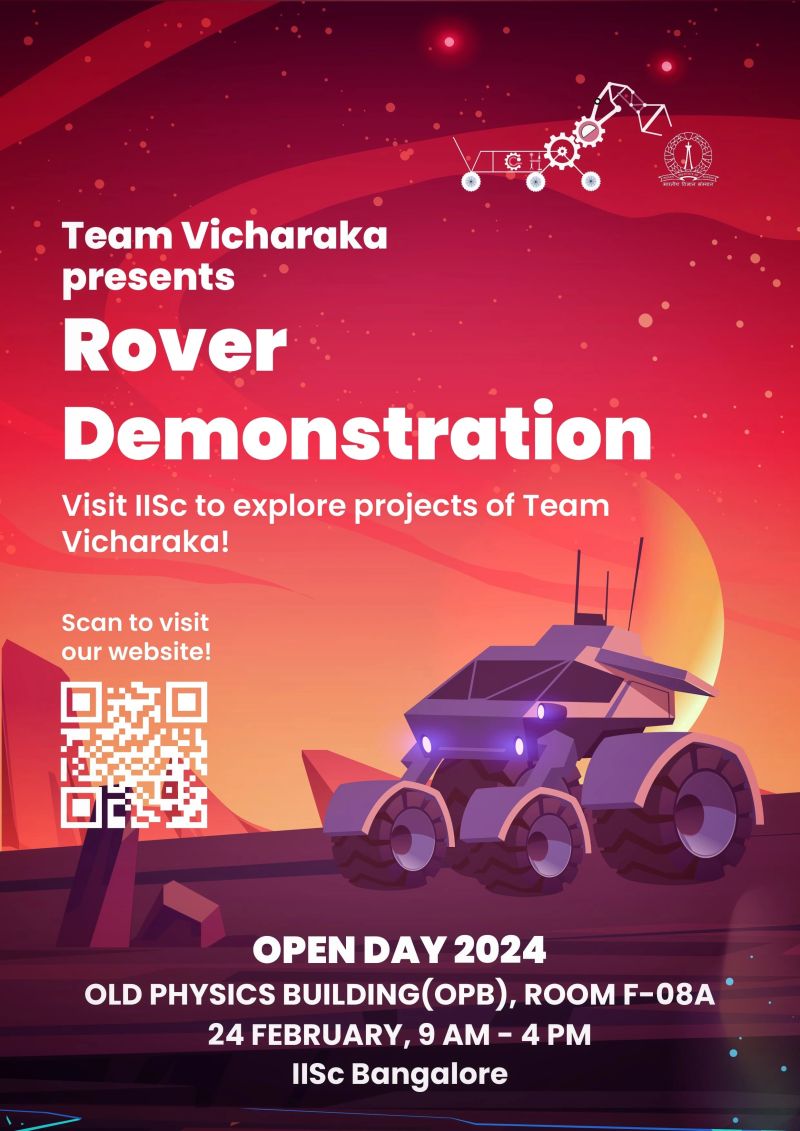 भारतीय विज्ञान संस्थान
Team Vicharaka
presents
Rover
Demonstration
Visit IISc to explore projects of Team
Vicharaka!
Scan to visit
our website!
OPEN DAY 2024
OLD PHYSICS BUILDING(OPB), ROOM F-08A
24 FEBRUARY, 9 AM - 4 PM
IISc Bangalore